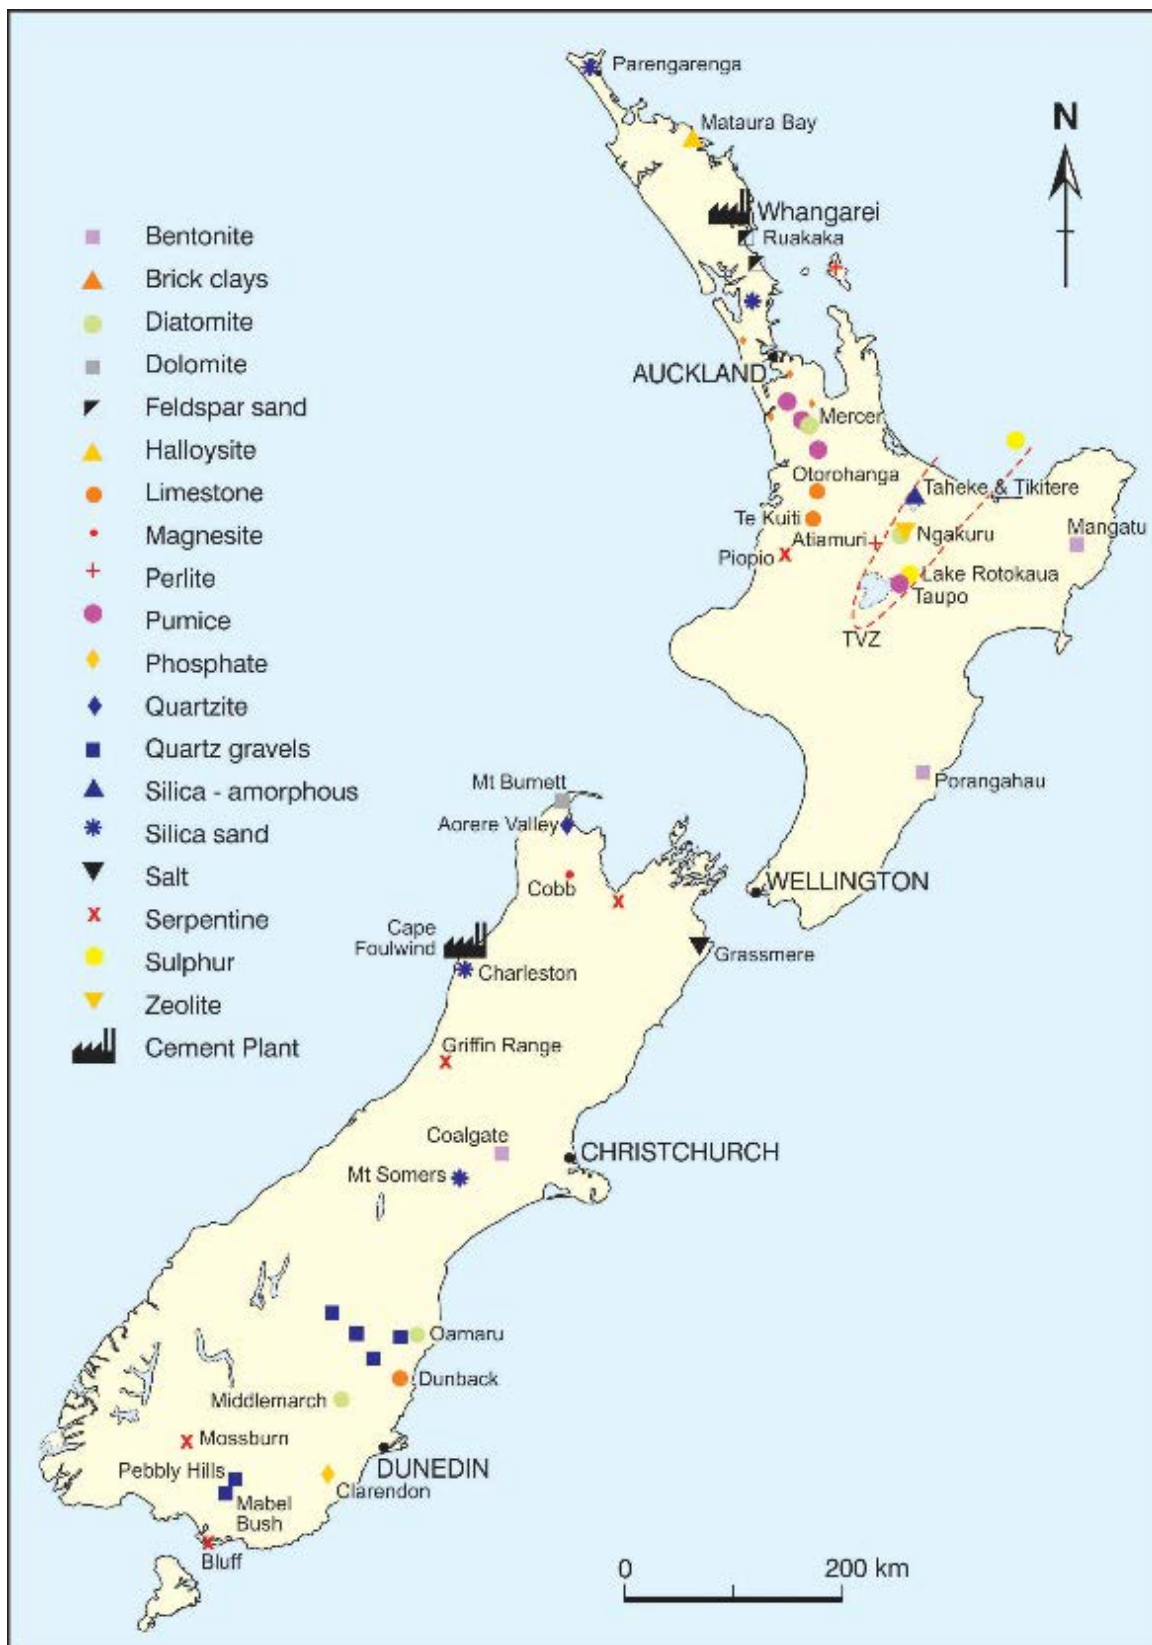 Parengarenga
Mataura Bay
N
Whangarei
Ruakaka
Bentonite
Brick clays
Diatomite
Dolomite
Feldspar sand
Halloysite
Limestone
Magnesite
Perlite
Pumice
Phosphate
Quartzite
Quartz gravels
Silica - amorphous
Silica sand
Salt
Serpentine
Sulphur
Zeolite
Cement Plant
AUCKLAND
Mercer
Otorohanga
Taheke & Tikitere
Te Kuiti
Atiamuri
Ngakuru
Mangatu
Piopio
Lake Rotokaua
Taupo
TVZ
Porangahau
Mt Burnett
Aorere Valley
WELLINGTON
Cobb
Cape
Foulwind
Grassmere
Charleston
Griffin Range
Coalgate
CHRISTCHURCH
Mt Somers
Oamaru
Dunback
Middlemarch
Mossburn
DUNEDIN
Pebbly Hills
Clarendon
Mabel
Bush
Bluff
0 200 km